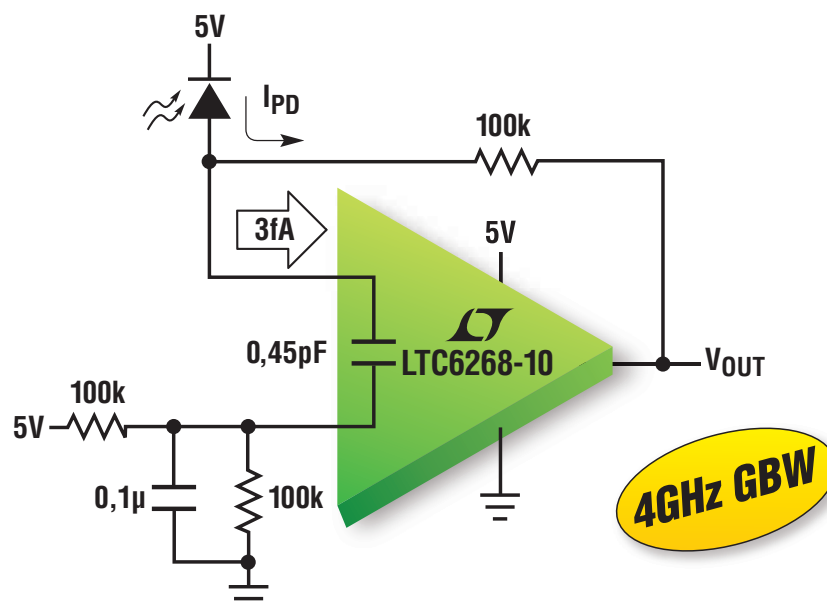 5V
IPD
100k
3fA
5V
0,45pF
LTC6268-10
VOUT
100k
5V
0,1µ
100k
4GHz GBW